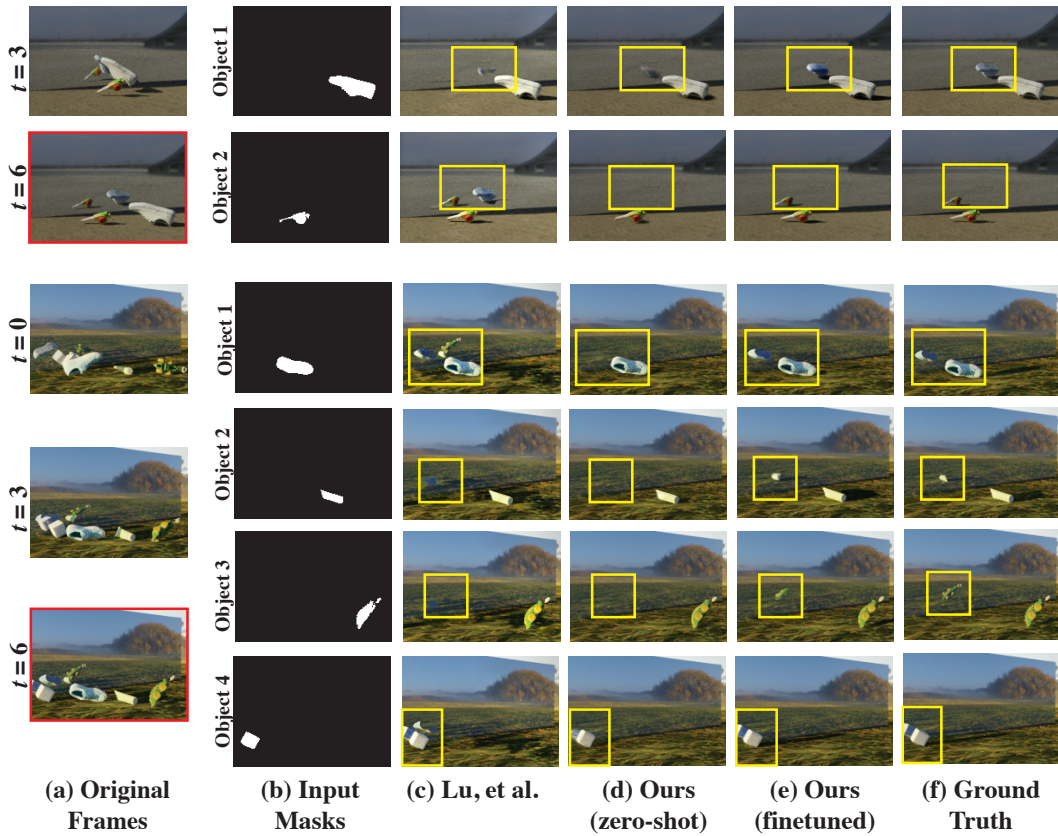 t = 3
Object 1
t = 6
Object 2
t = 0
Object 1
t = 3
Object 2
Object 3
t = 6
Object 4
(a) Original
Frames
(b) Input
Masks
(c) Lu, et al.
(d) Ours
(zero-shot)
(e) Ours
(finetuned)
(f) Ground
Truth